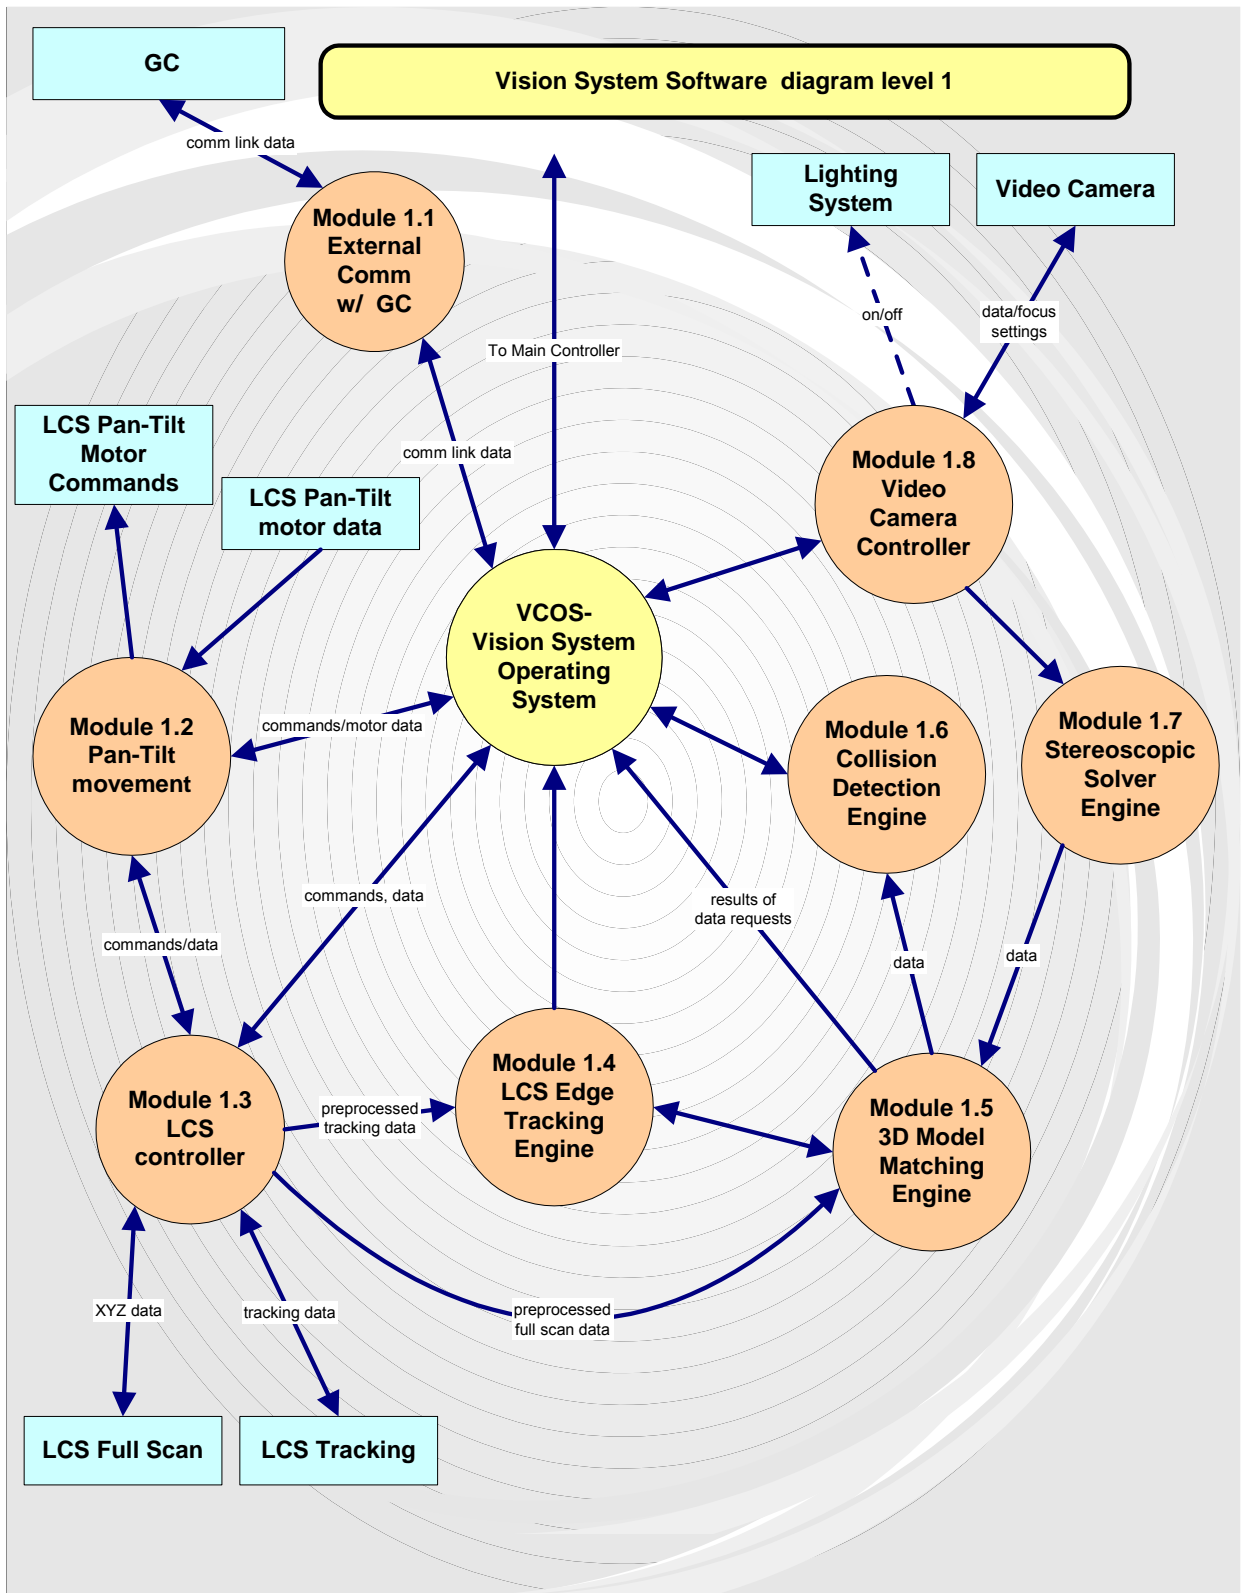 GC
Vision System Software diagram level 1
comm link data
Lighting
System
Video Camera
Module 1.1
External
Comm
w/ GC
on/off
data/focus
settings
To Main Controller
LCS Pan-Tilt
Motor
Commands
comm link data
Module 1.8
Video
Camera
Controller
LCS Pan-Tilt
motor data
VCOS-
Vision System
Operating
System
Module 1.2
Pan-Tilt
movement
commands/motor data
Module 1.6
Collision
Detection
Engine
Module 1.7
Stereoscopic
Solver
Engine
commands, data
results of
data requests
commands/data
data
data
Module 1.3
LCS
controller
preprocessed
tracking data
Module 1.4
LCS Edge
Tracking
Engine
Module 1.5
3D Model
Matching
Engine
XYZ data
tracking data
preprocessed
full scan data
LCS Full Scan
LCS Tracking